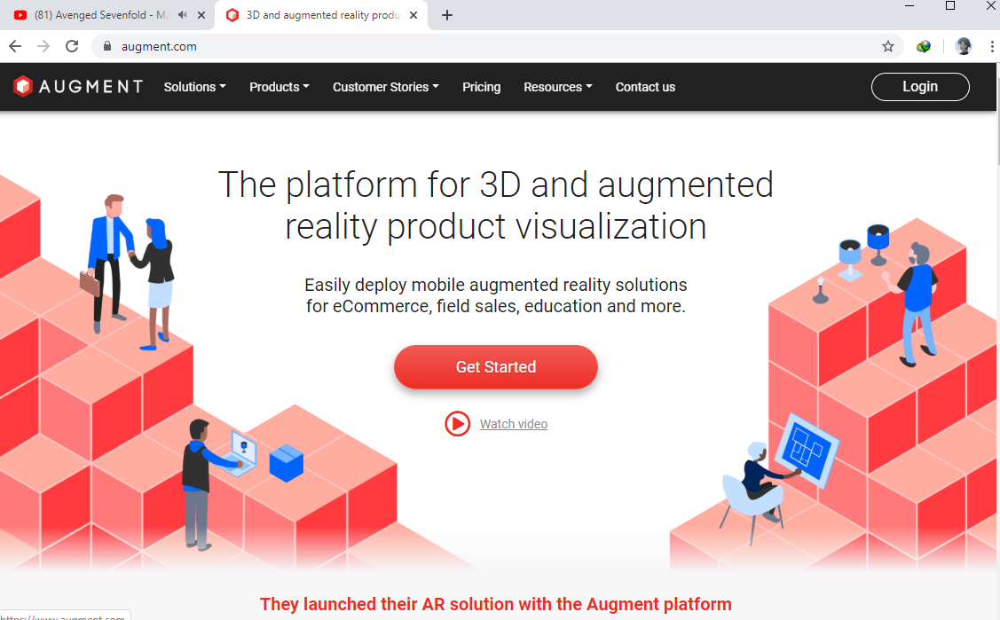 (81) Avenged Sevenfold - M.
3D and augmented reality produ
augment.com
AUGMENT
Solutions
Products
Customer Stories
Pricing
Resources
Contact us
Login
The platform for 3D and augmented
reality product visualization
Easily deploy mobile augmented reality solutions
for eCommerce, field sales, education and more.
Get Started
Watch video
They launched their AR solution with the Augment platform
https://www.augment.com